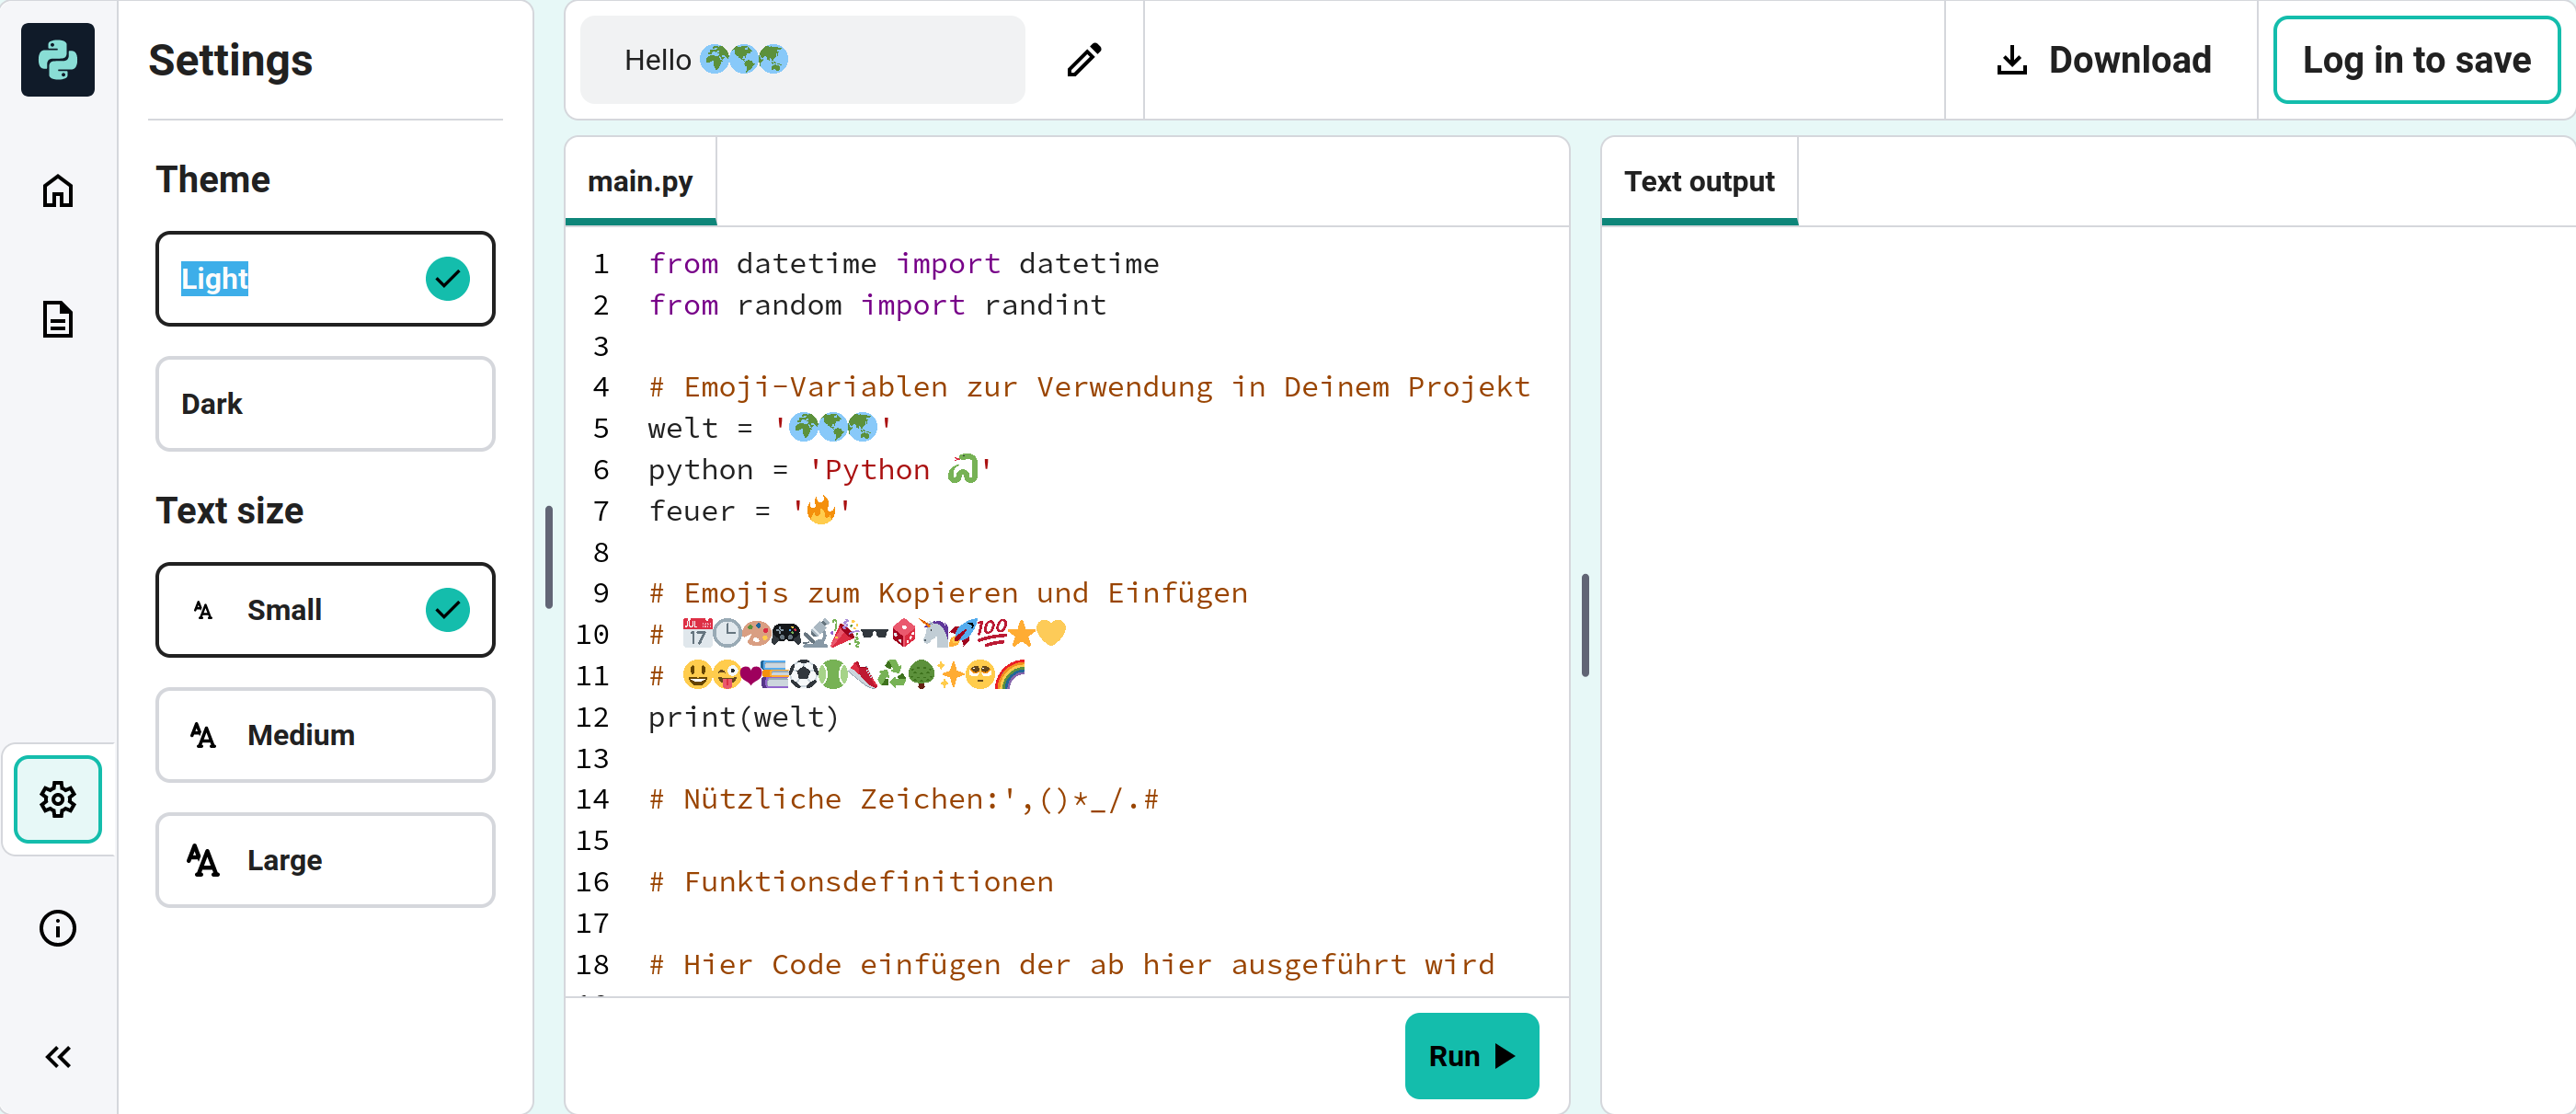 Settings
Theme
Light
Dark
Text size
Small
Medium
Large
Hello 🌍🌎🌏
Download
Log in to save
main.py
1 from datetime import datetime
2 from random import randint
3
4 # Emoji-Variablen zur Verwendung in Deinem Projekt
5 welt = '🌍🌎🌏'
6 python = 'Python 🐍'
7 feuer = '🔥'
8
9 # Emojis zum Kopieren und Einfügen
10 # 📅🕒🎨🎮🔬🎉🕶️🎲🦄🚀💯⭐💛
11 # 😃😜❤️📚⚽🎾👟♻️🌳✨🥺🌈
12 print(welt)
13
14 # Nützliche Zeichen:',()*_/.#
15
16 # Funktionsdefinitionen
17
18 # Hier Code einfügen der ab hier ausgeführt wird
Run
Text output